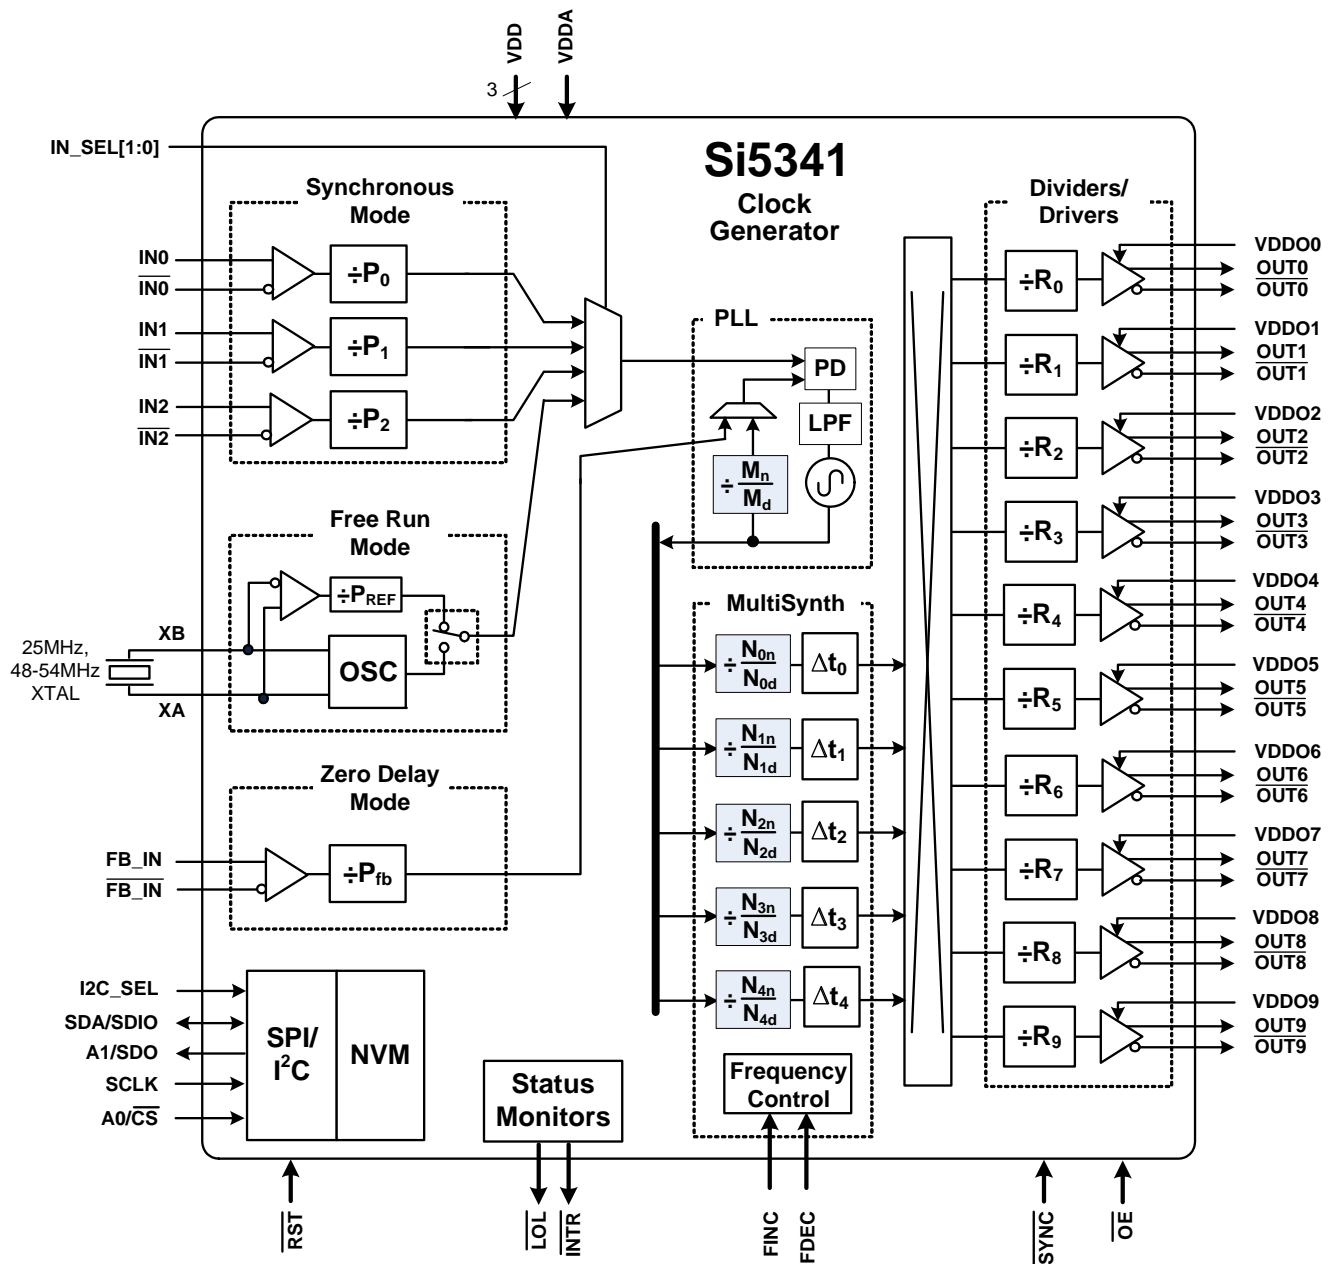 VDD
VDDA
3
IN_SEL[1:0]
Si5341
Clock
Generator
Synchronous
Mode
IN0
IN0
÷P0
IN1
IN1
÷P1
IN2
IN2
÷P2
Free Run
Mode
÷PREF
XB
25MHz,
48-54MHz
XTAL
OSC
XA
Zero Delay
Mode
FB_IN
FB_IN
÷Pfb
I2C_SEL
SDA/SDIO
A1/SDO
SCLK
A0/CS
SPI/
I²C
NVM
RST
Status
Monitors
LOL
INTR
PLL
PD
LPF
÷ Mn
Md
MultiSynth
÷ N0n
N0d
Δt0
÷ N1n
N1d
Δt1
÷ N2n
N2d
Δt2
÷ N3n
N3d
Δt3
÷ N4n
N4d
Δt4
Frequency
Control
FINC
FDEC
Dividers/
Drivers
÷R0
VDDO0
OUT0
OUT0
÷R1
VDDO1
OUT1
OUT1
÷R2
VDDO2
OUT2
OUT2
÷R3
VDDO3
OUT3
OUT3
÷R4
VDDO4
OUT4
OUT4
÷R5
VDDO5
OUT5
OUT5
÷R6
VDDO6
OUT6
OUT6
÷R7
VDDO7
OUT7
OUT7
÷R8
VDDO8
OUT8
OUT8
÷R9
VDDO9
OUT9
OUT9
SYNC
OE